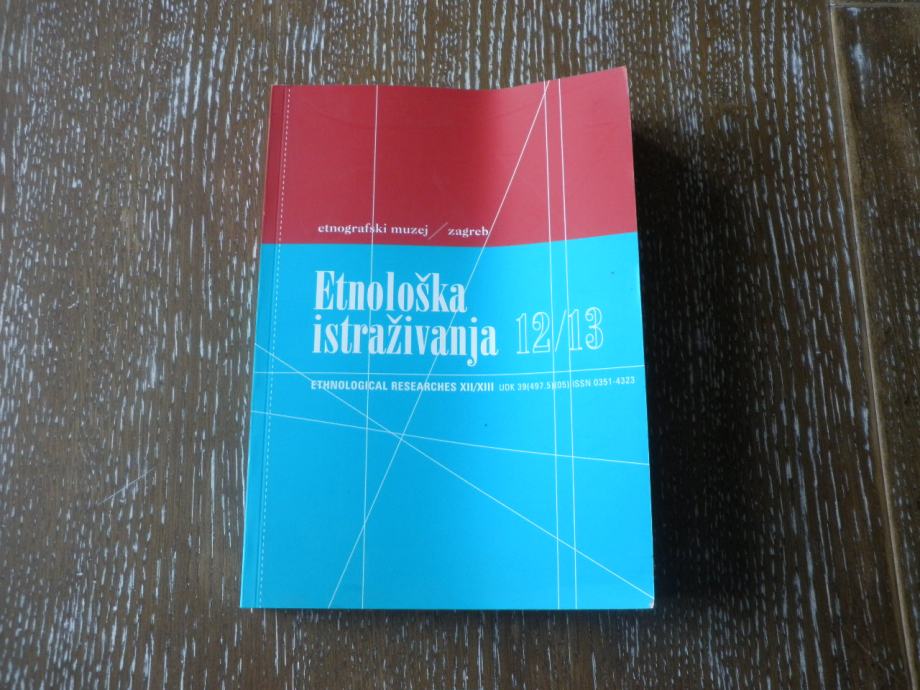 etnografski muzej / zagreb
Etnološka
istraživanja 12/13
ETHNOLOGICAL RESEARCHES XII/XIII UDK 39(497.5)(05) ISSN 0351-4323